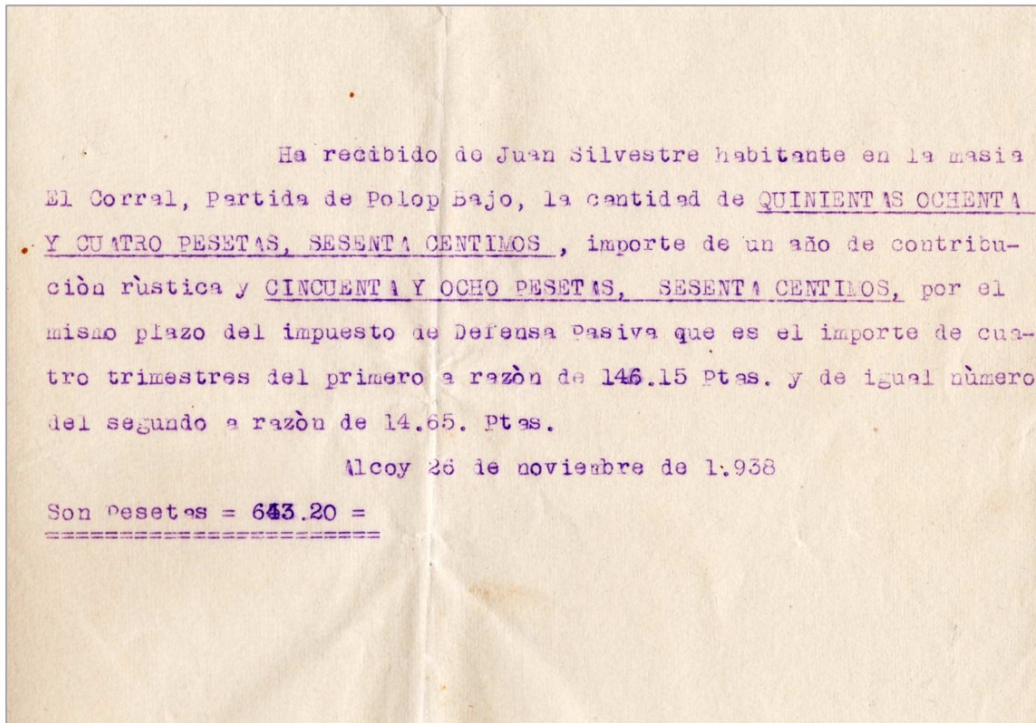 Ha recibido de Juan Silvestre habitante en la masia
El Corral, Partida de Polop Bajo, la cantidad de QUINIENTAS OCHENTA
Y CUATRO PESETAS, SESENTA CENTIMOS , importe de un año de contribu-
ciòn rùstica y CINCUENTA Y OCHO PESETAS, SESENTA CENTIMOS, por el
mismo plazo del impuesto de Defensa Pasiva que es el importe de cua-
tro trimestres del primero a razòn de 146.15 Ptas. y de igual nùmero
del segundo a razòn de 14.65. Ptas.
Alcoy 26 de noviembre de 1.938
Son Pesetas = 643.20 =
=======================